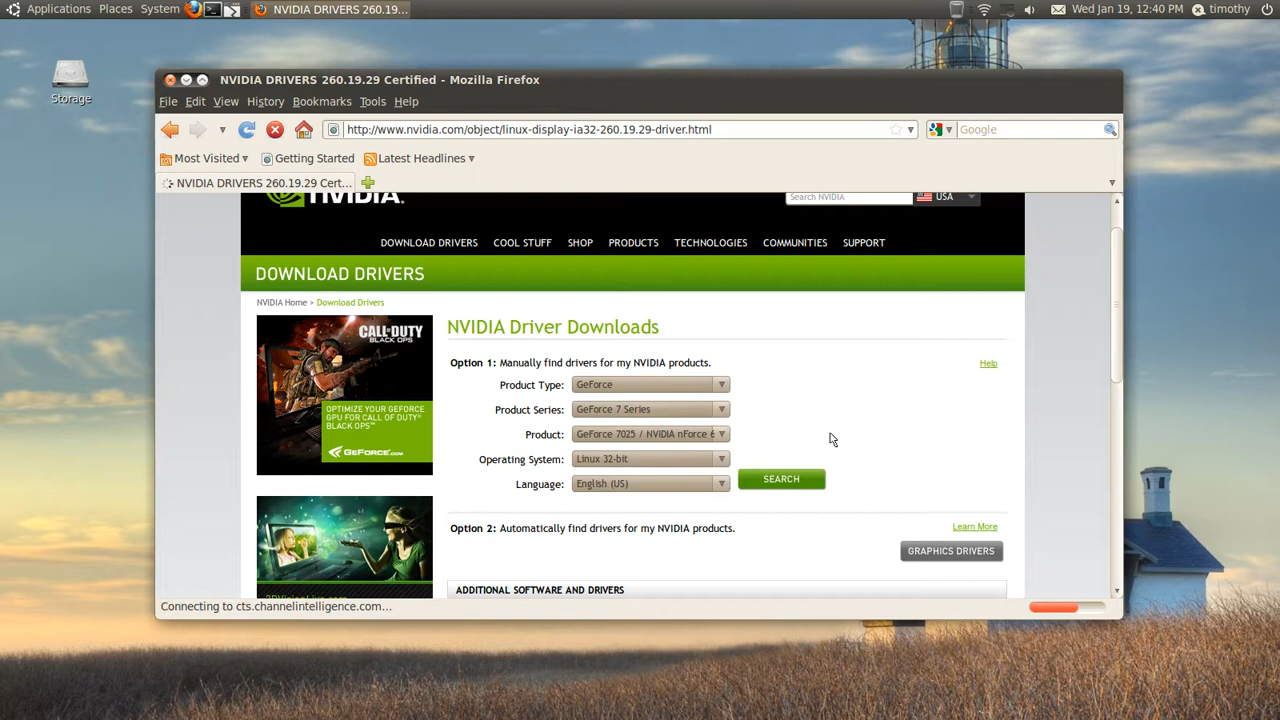 Applications Places System NVIDIA DRIVERS 260.19... Wed Jan 19, 12:40 PM timothy
Storage
NVIDIA DRIVERS 260.19.29 Certified - Mozilla Firefox
File Edit View History Bookmarks Tools Help
http://www.nvidia.com/object/linux-display-ia32-260.19.29-driver.html Google
Most Visited Getting Started Latest Headlines
NVIDIA DRIVERS 260.19.29 Cert...
NVIDIA. Search NVIDIA USA
DOWNLOAD DRIVERS COOL STUFF SHOP PRODUCTS TECHNOLOGIES COMMUNITIES SUPPORT
DOWNLOAD DRIVERS
NVIDIA Home > Download Drivers
CALL OF DUTY
BLACK OPS
OPTIMIZE YOUR GEFORCE
GPU FOR CALL OF DUTY®
BLACK OPS™
GEFORCE.COM
NVIDIA Driver Downloads
Option 1: Manually find drivers for my NVIDIA products. Help
Product Type: GeForce
Product Series: GeForce 7 Series
Product: GeForce 7025 / NVIDIA nForce 6
Operating System: Linux 32-bit
Language: English (US)
SEARCH
Option 2: Automatically find drivers for my NVIDIA products. Learn More
GRAPHICS DRIVERS
ADDITIONAL SOFTWARE AND DRIVERS
Connecting to cts.channelintelligence.com...